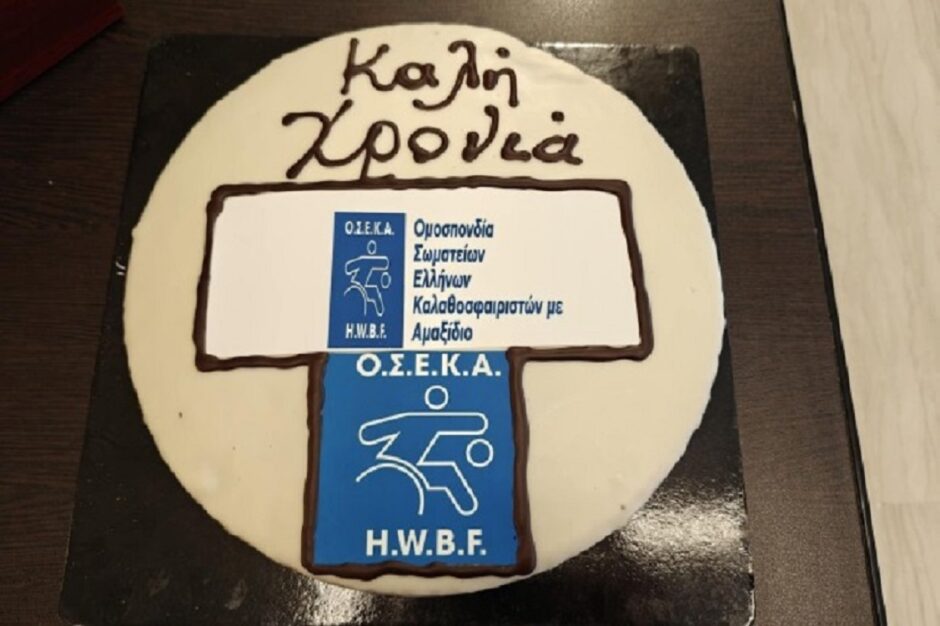 Καλή
Χρονιά
Ο.Σ.Ε.Κ.Α.
Η.W.B.F.
Ομοσπονδία
Σωματείων
Ελλήνων
Καλαθοσφαιριστών με
Αμαξίδιο
Ο.Σ.Ε.Κ.Α.
H.W.B.F.